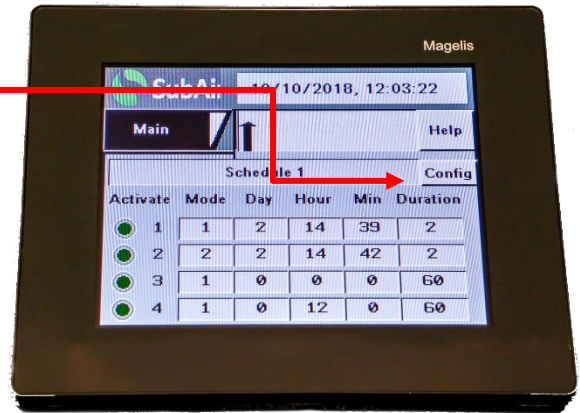 Magelis
SubAir 10/10/2018, 12:03:22
Main Help
Schedule 1 Config
Activate Mode Day Hour Min Duration
1 1 2 14 39 2
2 2 2 14 42 2
3 1 0 0 0 60
4 1 0 12 0 60